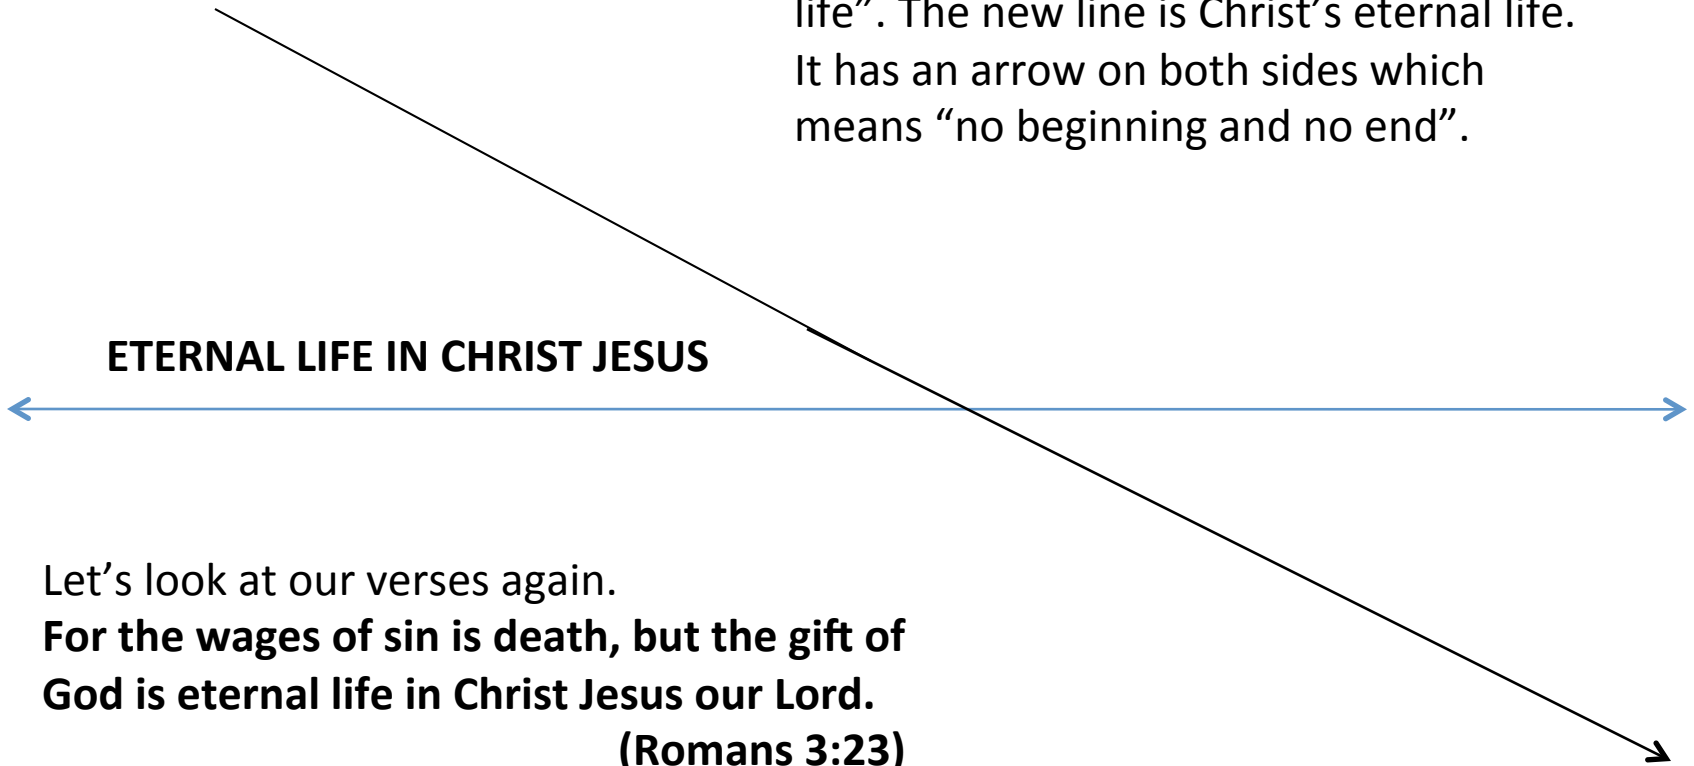 life”. The new line is Christ’s eternal life.
It has an arrow on both sides which
means “no beginning and no end”.
ETERNAL LIFE IN CHRIST JESUS
Let’s look at our verses again.
For the wages of sin is death, but the gift of
God is eternal life in Christ Jesus our Lord.
(Romans 3:23)